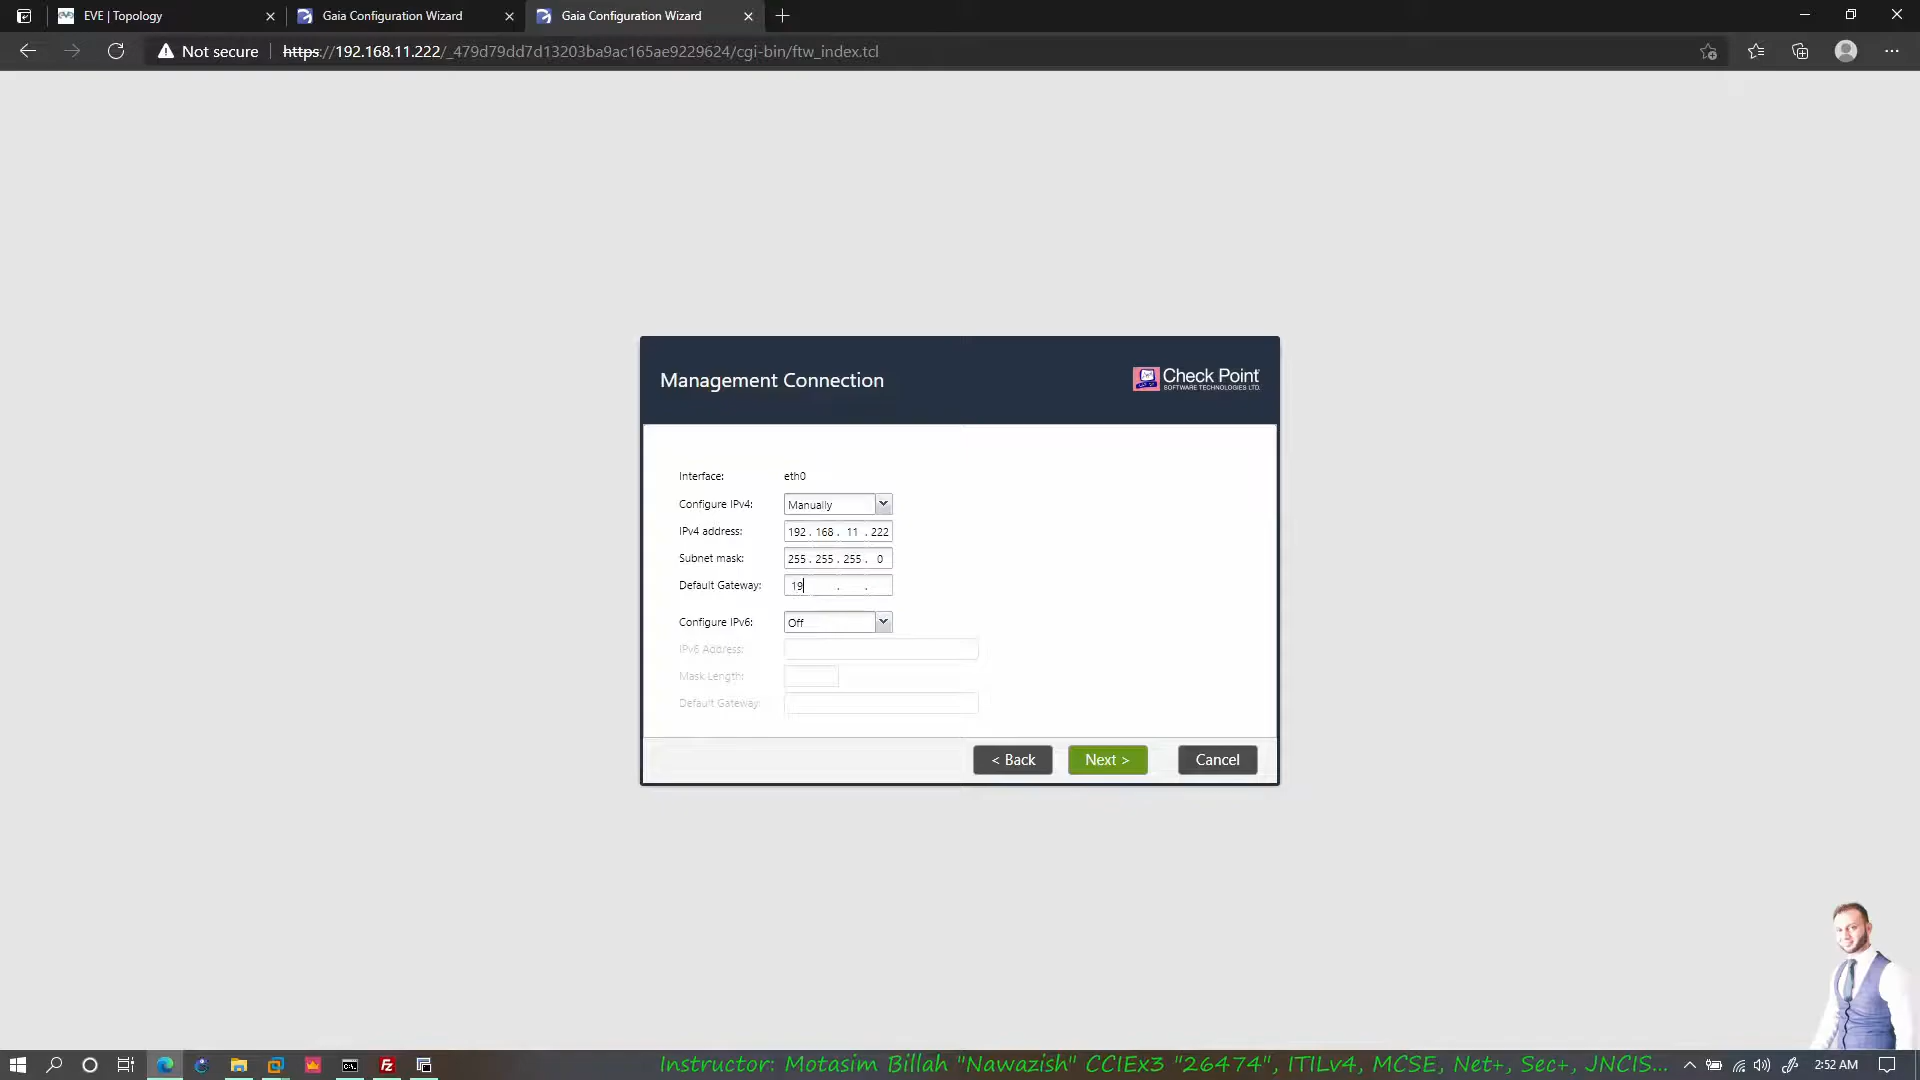 EVE | Topology
Gaia Configuration Wizard
Gaia Configuration Wizard
Not secure
https://192.168.11.222/_479d79dd7d13203ba9ac165ae9229624/cgi-bin/ftw_index.tcl
Management Connection
Check Point
SOFTWARE TECHNOLOGIES LTD.
Interface: eth0
Configure IPv4: Manually
IPv4 address: 192 . 168 . 11 . 222
Subnet mask: 255 . 255 . 255 . 0
Default Gateway: 19 . .
Configure IPv6: Off
IPv6 Address:
Mask Length:
Default Gateway:
< Back
Next >
Cancel
Instructor: Motasim Billah "Nawazish" CCIEx3 "26474", ITILv4, MCSE, Net+, Sec+, JNCIS...
2:52 AM